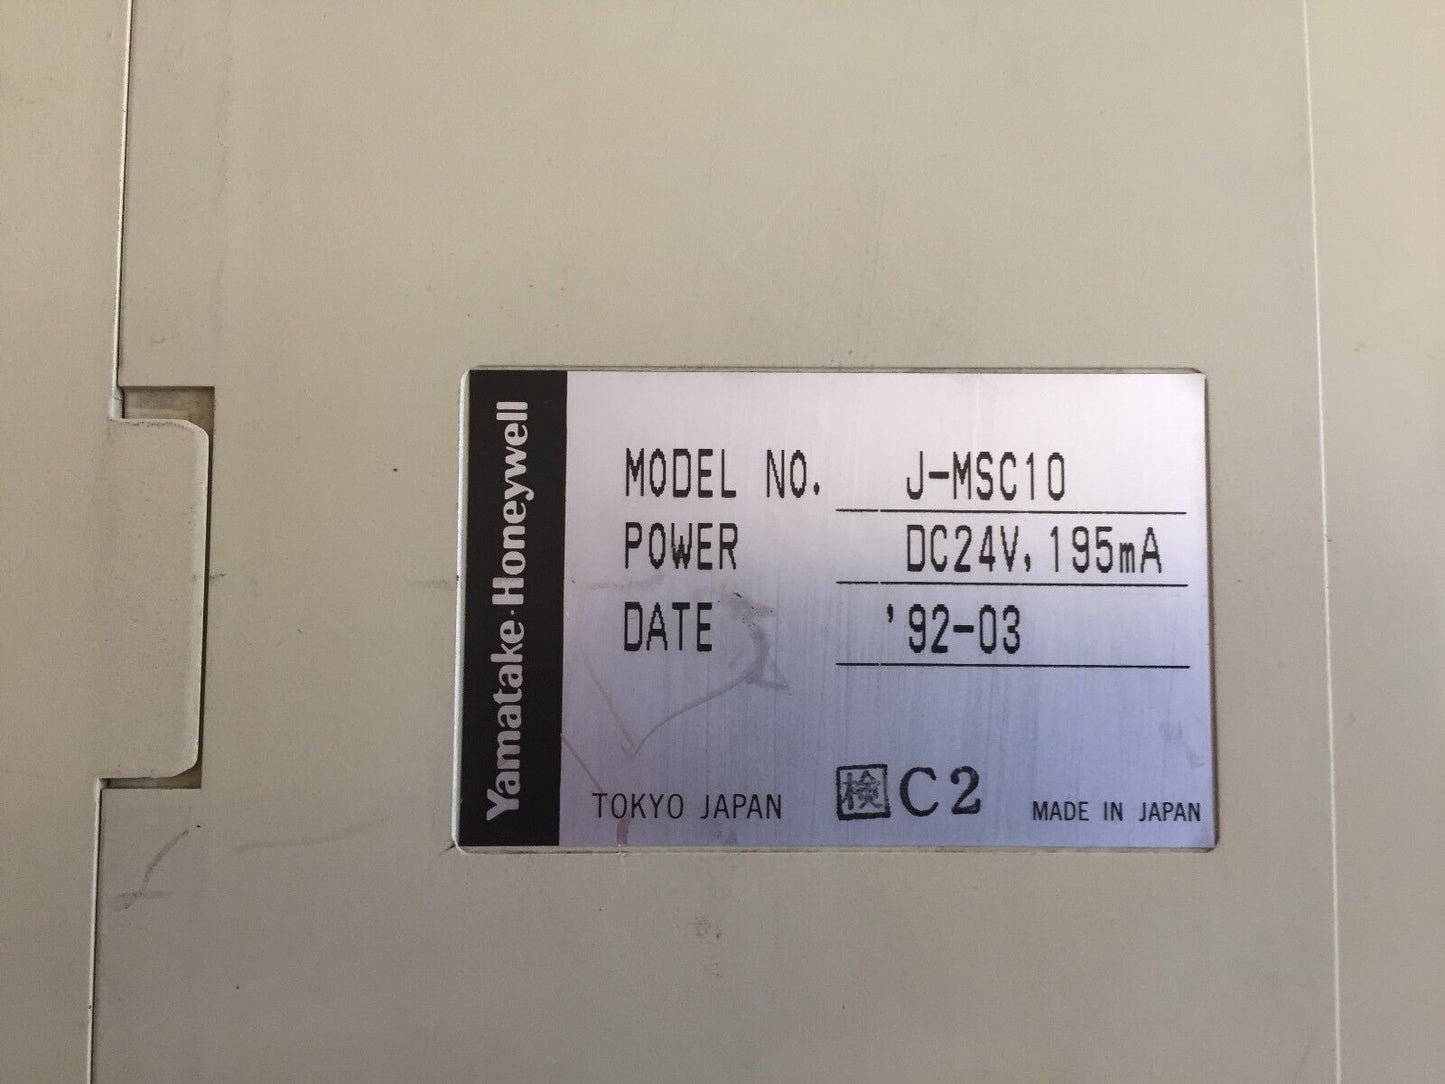 Yamatake·Honeywell
MODEL NO. J-MSC10
POWER DC24V, 195mA
DATE '92-03
TOKYO JAPAN 検 C2 MADE IN JAPAN